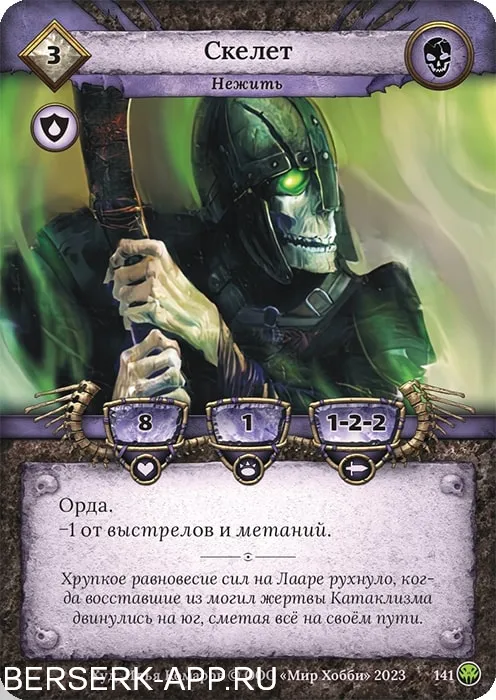 3
Скелет
Нежить
8
1
1-2-2
Орда.
−1 от выстрелов и метаний.
Хрупкое равновесие сил на Лааре рухнуло, ког-
да восставшие из могил жертвы Катаклизма
двинулись на юг, сметая всё на своём пути.
© ООО «Мир Хобби» 2023
141
BERSERK-APP.RU